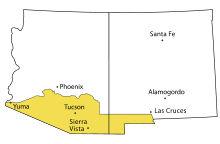 Santa Fe
Phoenix
Alamogordo
Yuma
Tucson
Las Cruces
Sierra
Vista